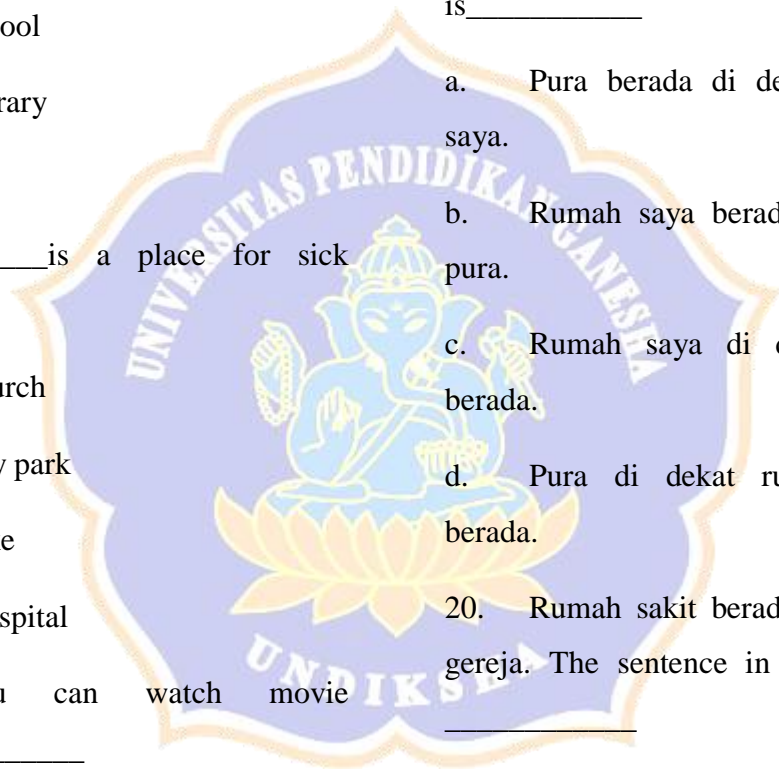 ool
rary
____is a place for sick
urch
y park
e
spital
u can watch movie
______
is___________
a. Pura berada di de
saya.
b. Rumah saya berad
pura.
c. Rumah saya di d
berada.
d. Pura di dekat ru
berada.
20. Rumah sakit berad
gereja. The sentence in
____________
UNIVERSITAS PENDIDIKAN GANESHA
UNDIKSHA